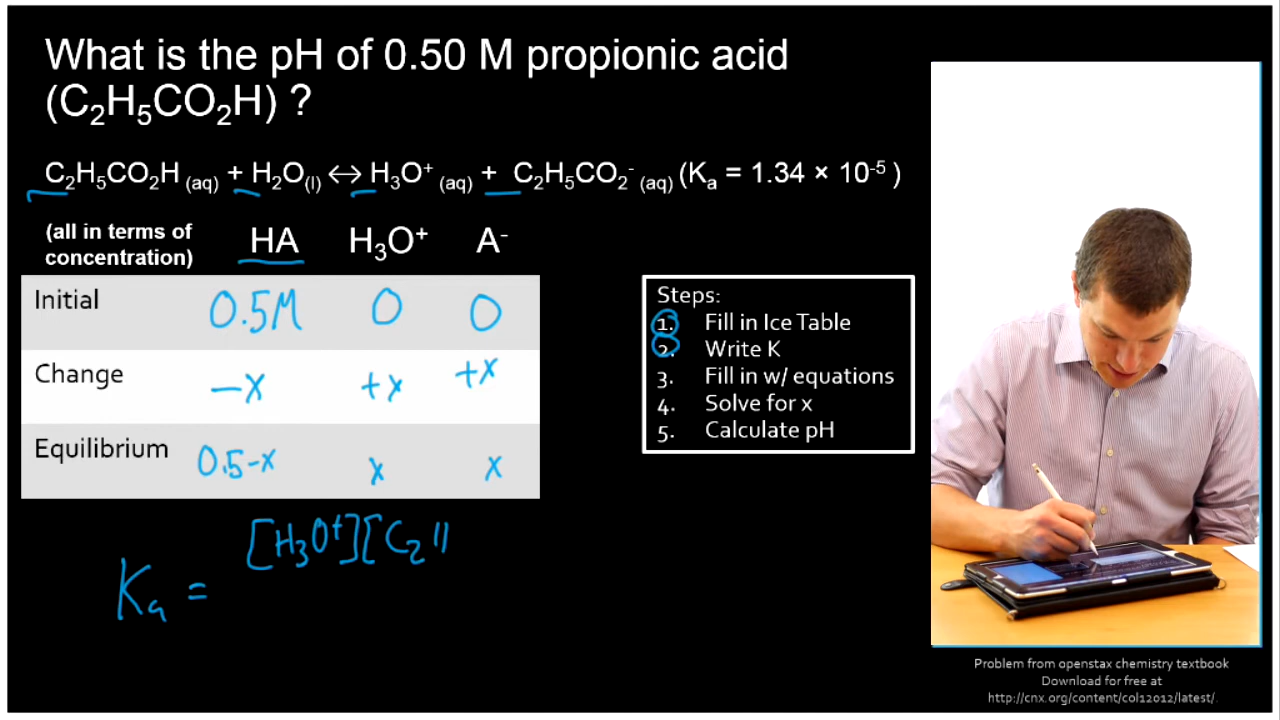 What is the pH of 0.50 M propionic acid
(C₂H₅CO₂H) ?
C₂H₅CO₂H (aq) + H₂O(l) ↔ H₃O⁺ (aq) + C₂H₅CO₂⁻ (aq) (Kₐ = 1.34 × 10⁻⁵ )
(all in terms of
concentration) HA H₃O⁺ A⁻
Initial 0.5M 0 0
Change -x +x +x
Equilibrium 0.5-x x x
Steps:
1. Fill in Ice Table
2. Write K
3. Fill in w/ equations
4. Solve for x
5. Calculate pH
[H₃O⁺][C₂
Kₐ =
Problem from openstax chemistry textbook
Download for free at
http://cnx.org/content/col12012/latest/.